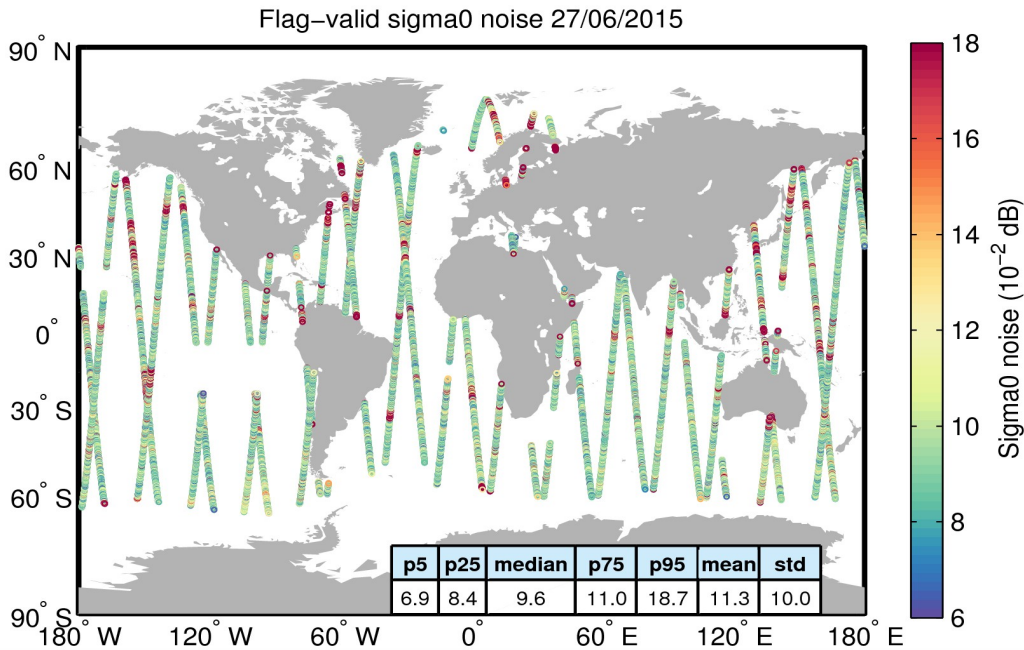 Flag−valid sigma0 noise 27/06/2015
90° N
60° N
30° N
0°
30° S
60° S
90° S
180° W 120° W 60° W 0° 60° E 120° E 180° E
p5 p25 median p75 p95 mean std
6.9 8.4 9.6 11.0 18.7 11.3 10.0
18
16
14
12
10
8
6
Sigma0 noise (10⁻² dB)